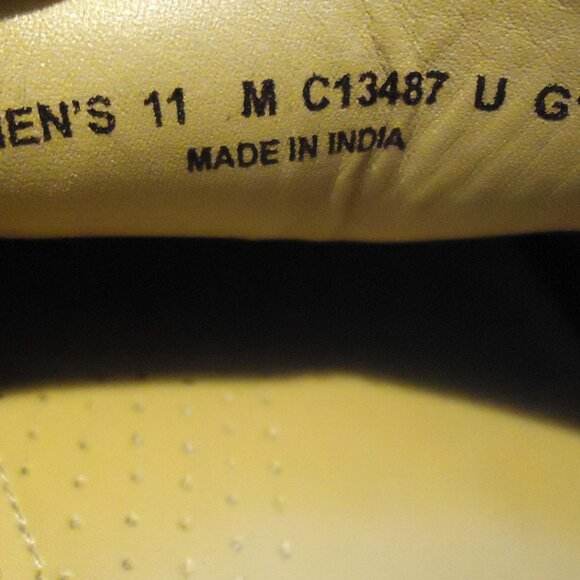 EN'S 11 M C13487 U G
MADE IN INDIA